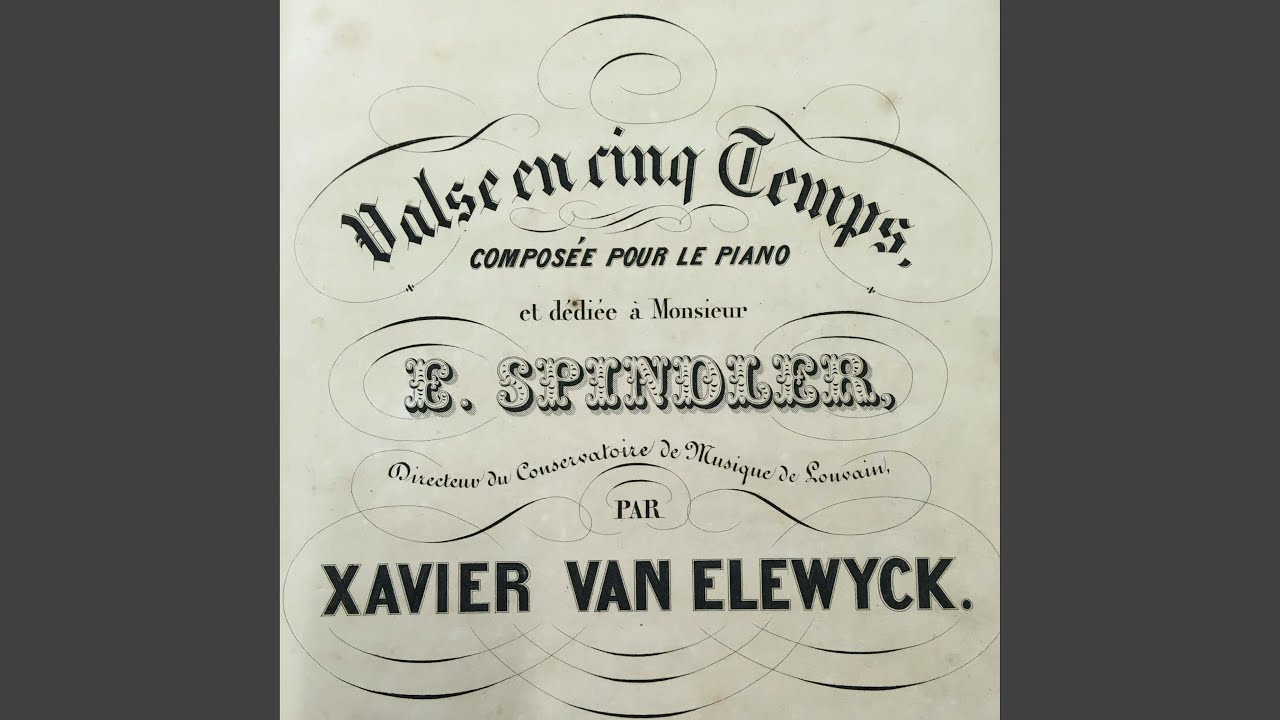 Valse en cinq Temps,
COMPOSÉE POUR LE PIANO
et dédiée à Monsieur
E. SPINDLER,
Directeur du Conservatoire de Musique de Louvain,
PAR
XAVIER VAN ELEWYCK.